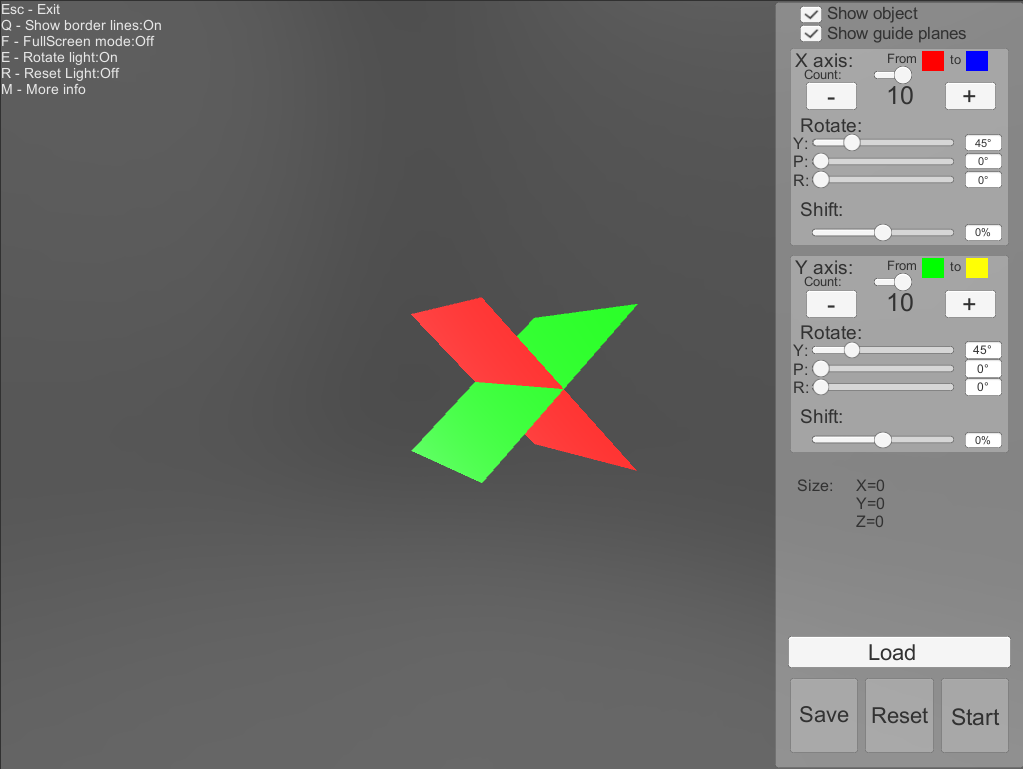 Esc - Exit
Q - Show border lines:On
F - FullScreen mode:Off
E - Rotate light:On
R - Reset Light:Off
M - More info
Show object
Show guide planes
X axis: From to
Count:
- 10 +
Rotate:
Y: 45°
P: 0°
R: 0°
Shift:
0%
Y axis: From to
Count:
- 10 +
Rotate:
Y: 45°
P: 0°
R: 0°
Shift:
0%
Size: X=0
Y=0
Z=0
Load
Save Reset Start